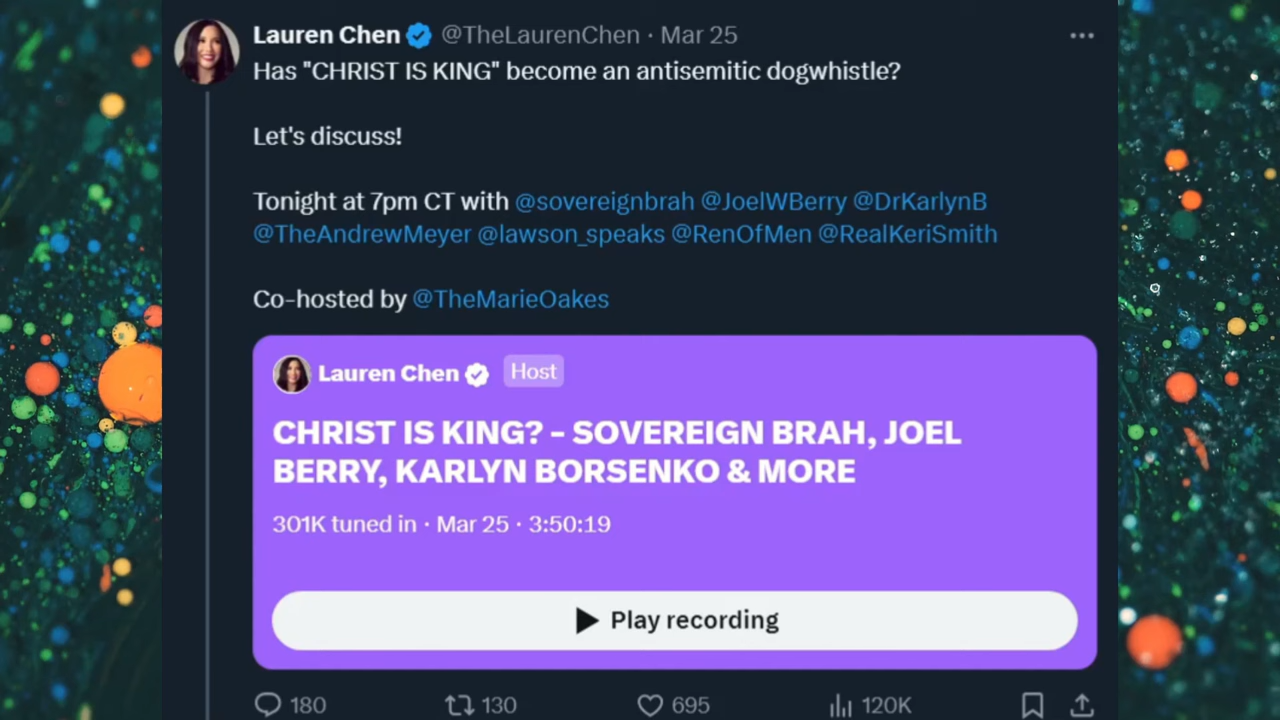 Lauren Chen @TheLaurenChen · Mar 25
Has "CHRIST IS KING" become an antisemitic dogwhistle?
Let's discuss!
Tonight at 7pm CT with @sovereignbrah @JoelWBerry @DrKarlynB
@TheAndrewMeyer @lawson_speaks @RenOfMen @RealKeriSmith
Co-hosted by @TheMarieOakes
Lauren Chen Host
CHRIST IS KING? - SOVEREIGN BRAH, JOEL
BERRY, KARLYN BORSENKO & MORE
301K tuned in · Mar 25 · 3:50:19
Play recording
180 130 695 120K